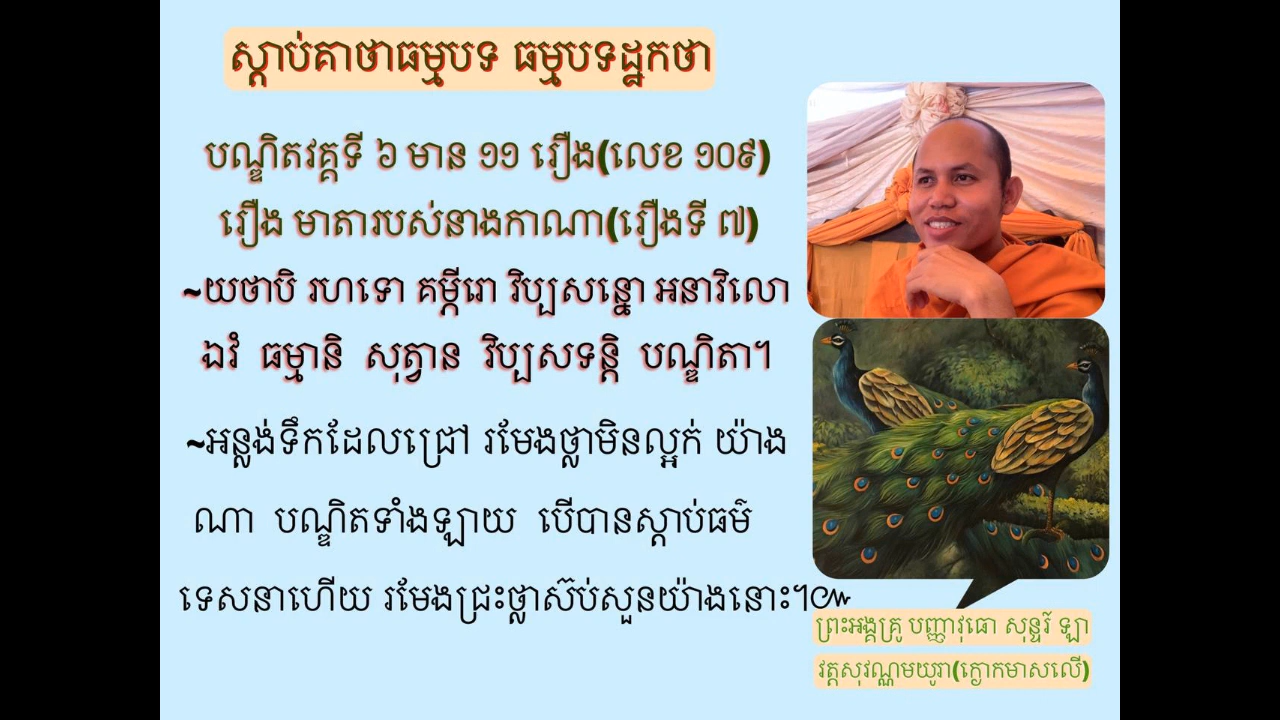 ស្តាប់គាថាធម្មបទ ធម្មបទដ្ឋកថា
បណ្ឌិតវគ្គទី ៦ មាន ១១ រឿង(លេខ ១០៩)
រឿង មាតារបស់នាងកាណា(រឿងទី ៧)
~យថាបិ រហទោ គម្ភីរោ វិប្បសន្នោ អនាវិលោ
ឯវំ ធម្មានិ សុត្វាន វិប្បសទន្តិ បណ្ឌិតា។
~អន្លង់ទឹកដែលជ្រៅ រមែងថ្លាមិនល្អក់ យ៉ាង
ណា បណ្ឌិតទាំងឡាយ បើបានស្តាប់ធម៌
ទេសនាហើយ រមែងជ្រះថ្លាស៊ប់សួនយ៉ាងនោះ។៚
ព្រះអង្គគ្រូ បញ្ញាវុធោ សុន្ទរ៍ ឡា
វត្តសុវណ្ណមយូរា(ក្ងោកមាសលើ)